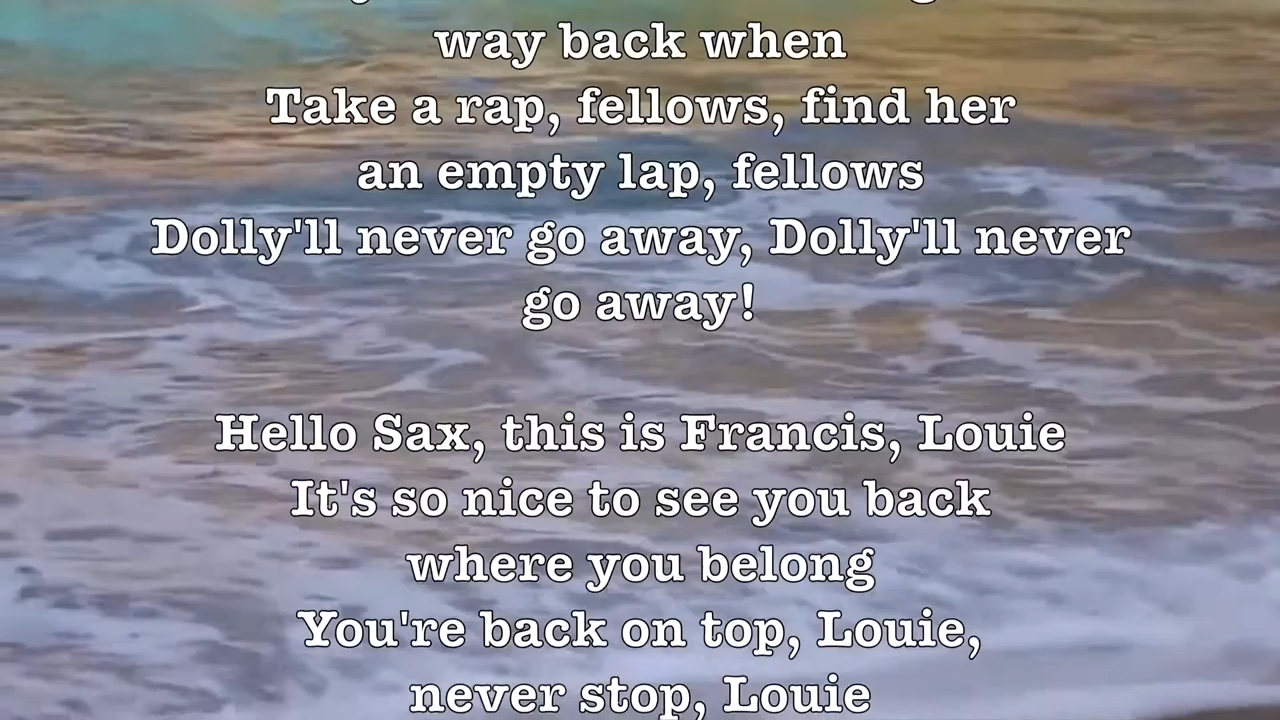 way back when
Take a rap, fellows, find her
an empty lap, fellows
Dolly'll never go away, Dolly'll never
go away!
Hello Sax, this is Francis, Louie
It's so nice to see you back
where you belong
You're back on top, Louie,
never stop, Louie